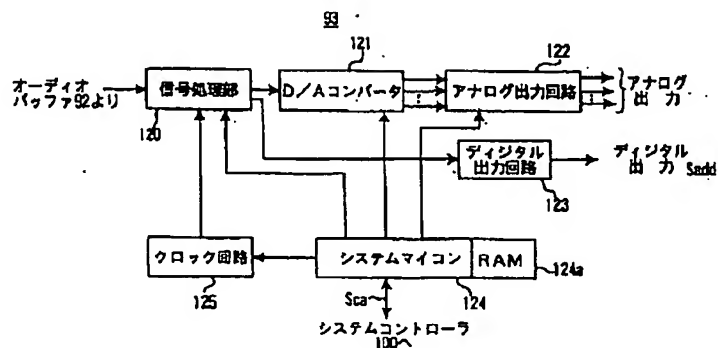 93
121
122
オーディオ
バッファ92より
信号処理部
D/Aコンバータ
アナログ出力回路
アナログ
出力
120
ディジタル
出力回路
ディジタル
出力 Sadd
123
クロック回路
システムマイコン
RAM
124a
125
Sca
124
システムコントローラ
100へ